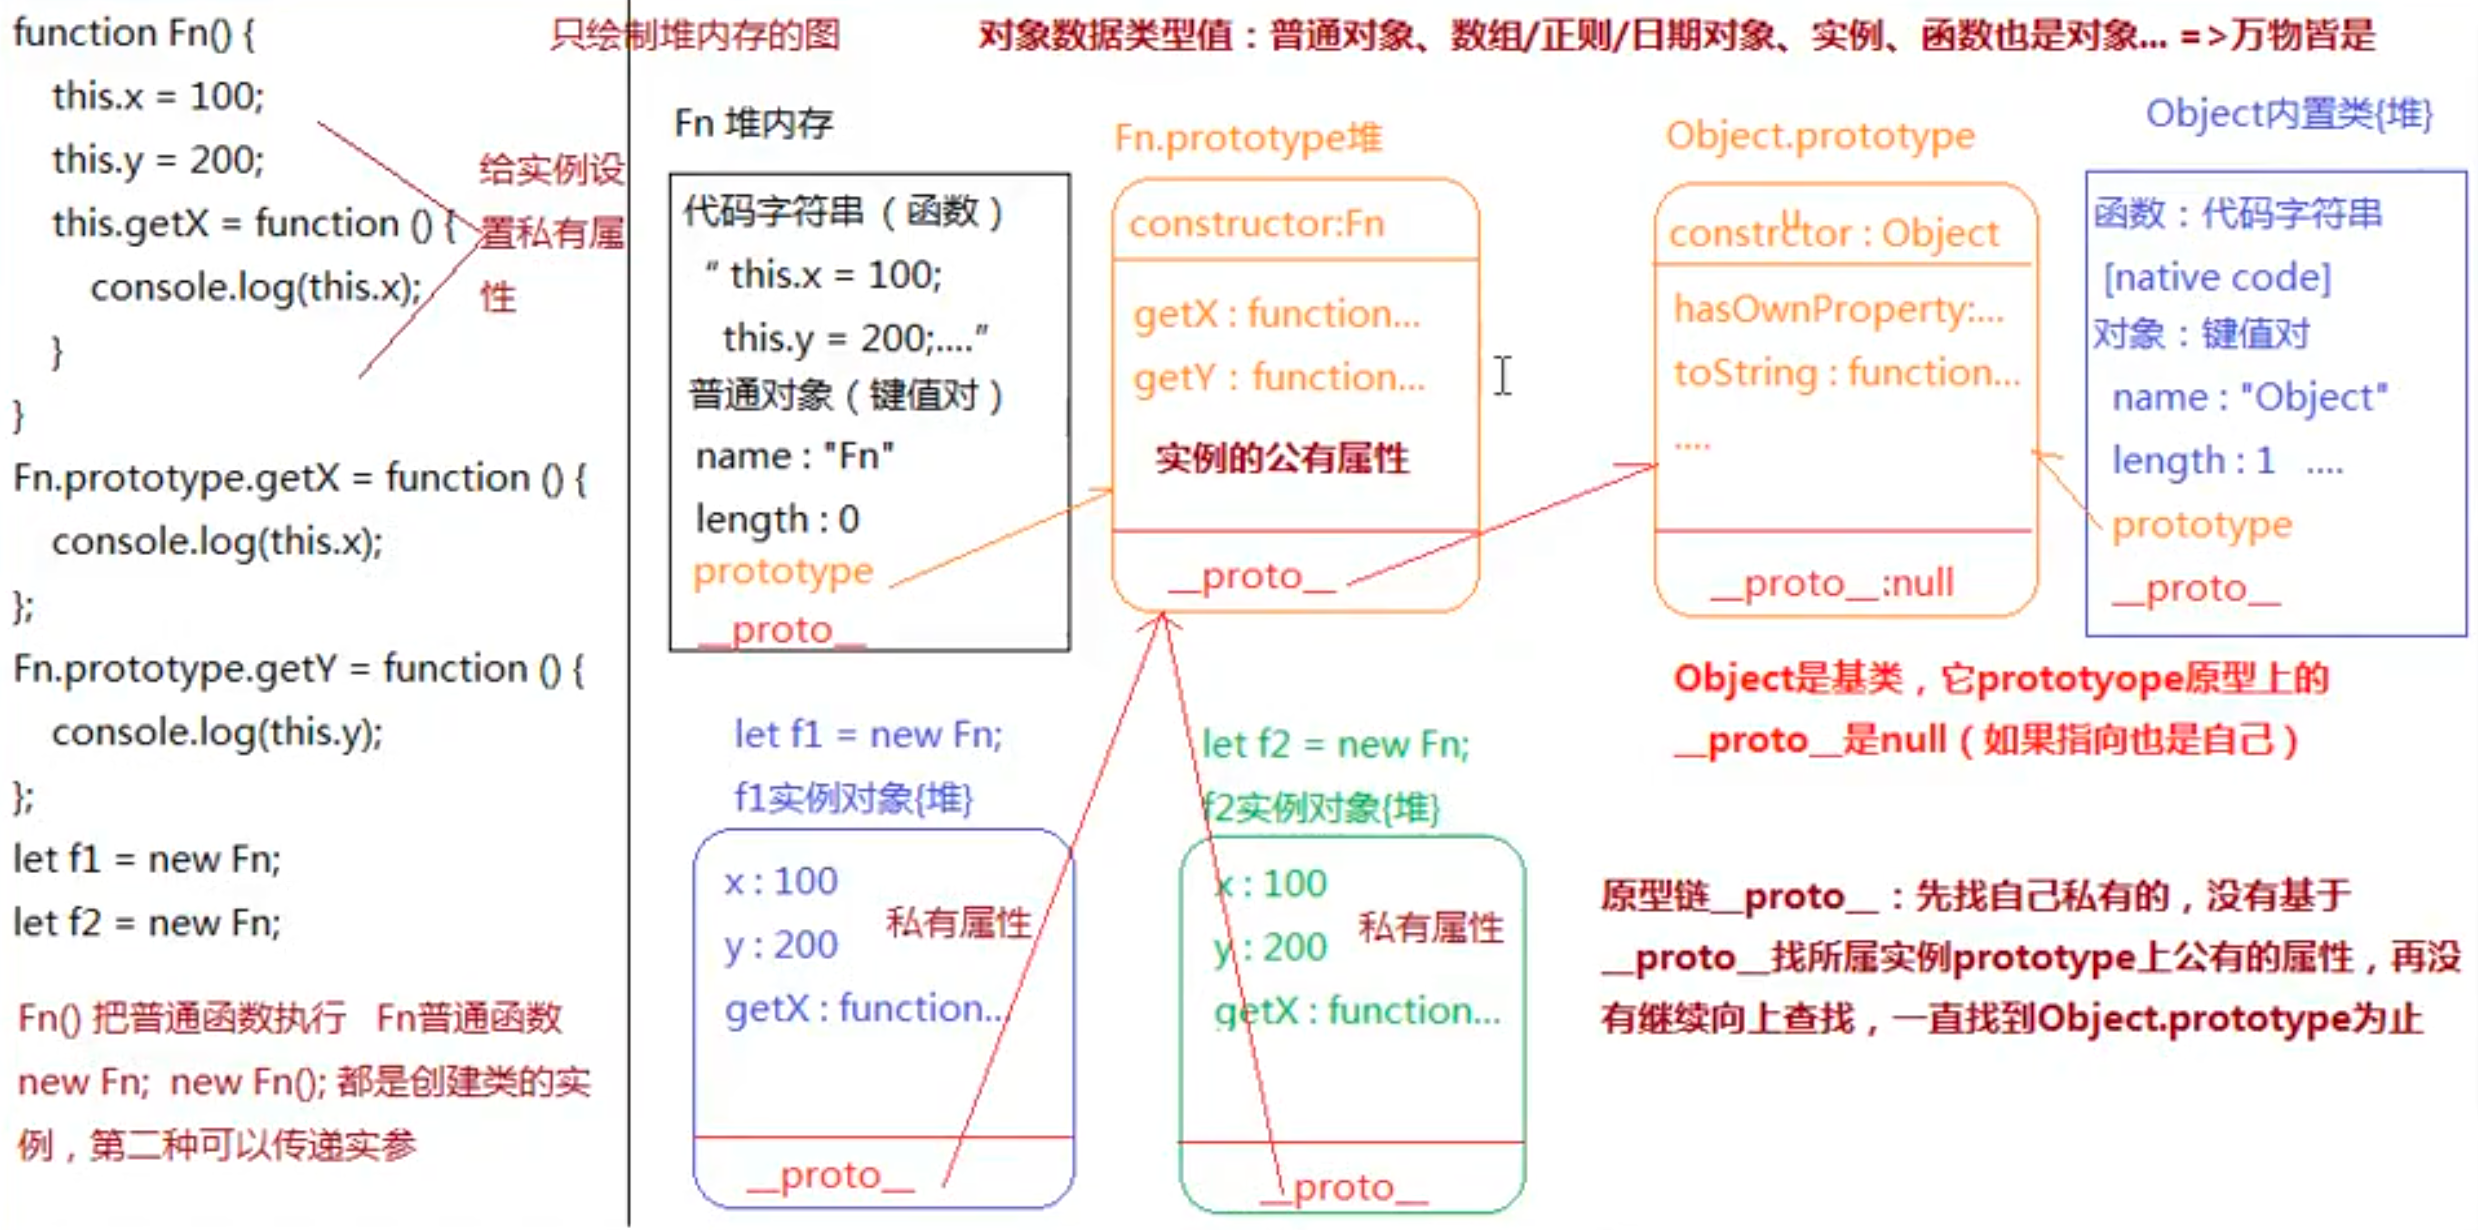 function Fn() {
this.x = 100;
this.y = 200;
this.getX = function () {
console.log(this.x);
}
}
Fn.prototype.getX = function () {
console.log(this.x);
};
Fn.prototype.getY = function () {
console.log(this.y);
};
let f1 = new Fn;
let f2 = new Fn;
给实例设
置私有属
性
Fn() 把普通函数执行 Fn普通函数
new Fn; new Fn(); 都是创建类的实
例，第二种可以传递实参
只绘制堆内存的图
对象数据类型值：普通对象、数组/正则/日期对象、实例、函数也是对象... =>万物皆是
Fn 堆内存
代码字符串（函数）
“ this.x = 100;
this.y = 200;....”
普通对象（键值对）
name : "Fn"
length : 0
prototype
__proto__
Fn.prototype堆
constructor:Fn
getX : function...
getY : function...
实例的公有属性
__proto__
Object.prototype
constrctor : Object
u
hasOwnProperty:...
toString : function...
....
__proto__:null
Object内置类{堆}
函数：代码字符串
[native code]
对象：键值对
name : "Object"
length : 1 ....
prototype
__proto__
Object是基类，它prototyope原型上的
__proto__是null（如果指向也是自己）
let f1 = new Fn;
f1实例对象{堆}
x : 100
y : 200
私有属性
getX : function...
__proto__
let f2 = new Fn;
f2实例对象{堆}
x : 100
y : 200
私有属性
getX : function...
__proto__
原型链__proto__：先找自己私有的，没有基于
__proto__找所属实例prototype上公有的属性，再没
有继续向上查找，一直找到Object.prototype为止